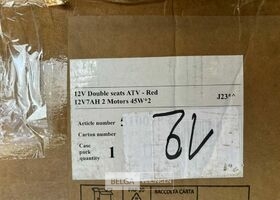 12V Double seats ATV - Red
12V7AH 2 Motors 45W*2
J23**
Article number
Carton number
Case
pack
quantity 1
6V
RACCOLTA CARTA